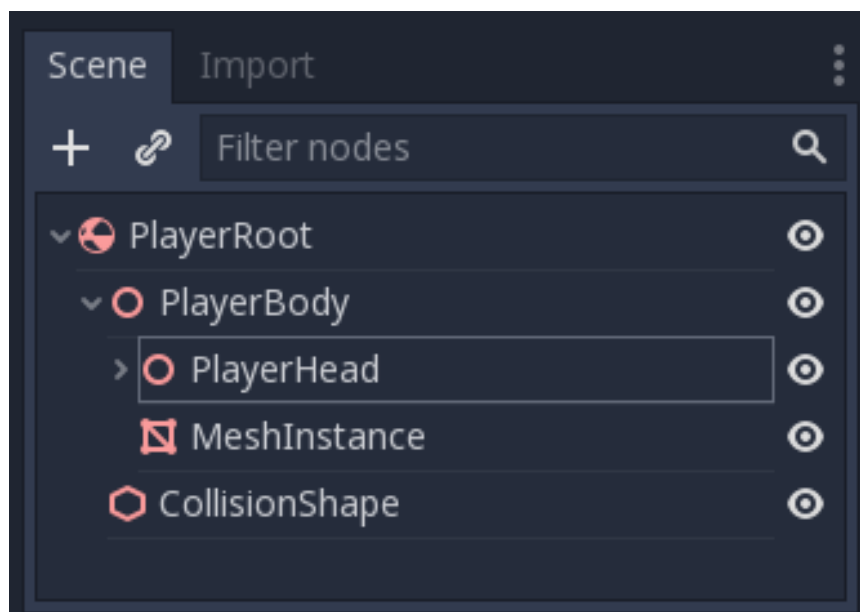 Scene Import
Filter nodes
PlayerRoot
PlayerBody
PlayerHead
MeshInstance
CollisionShape